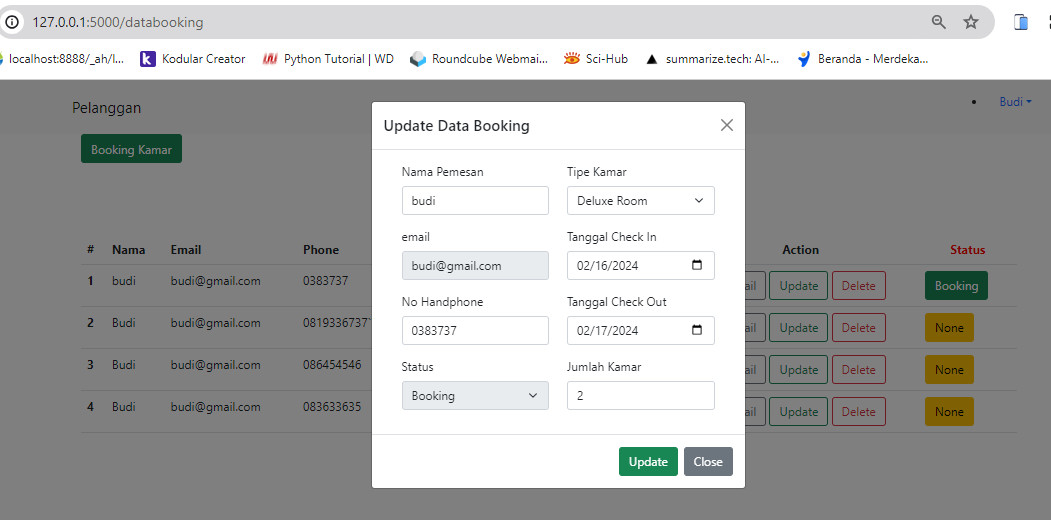 127.0.0.1:5000/databooking
localhost:8888/_ah/l... Kodular Creator Python Tutorial | WD Roundcube Webmai... Sci-Hub summarize.tech: AI-... Beranda - Merdeka...
Pelanggan
Budi
Booking Kamar
Update Data Booking
Nama Pemesan
Tipe Kamar
budi
Deluxe Room
email
Tanggal Check In
budi@gmail.com
02/16/2024
No Handphone
Tanggal Check Out
0383737
02/17/2024
Status
Jumlah Kamar
Booking
2
Update Close
# Nama Email Phone Action Status
1 budi budi@gmail.com 0383737 ail Update Delete Booking
2 Budi budi@gmail.com 0819336737 ail Update Delete None
3 Budi budi@gmail.com 086454546 ail Update Delete None
4 Budi budi@gmail.com 083633635 ail Update Delete None